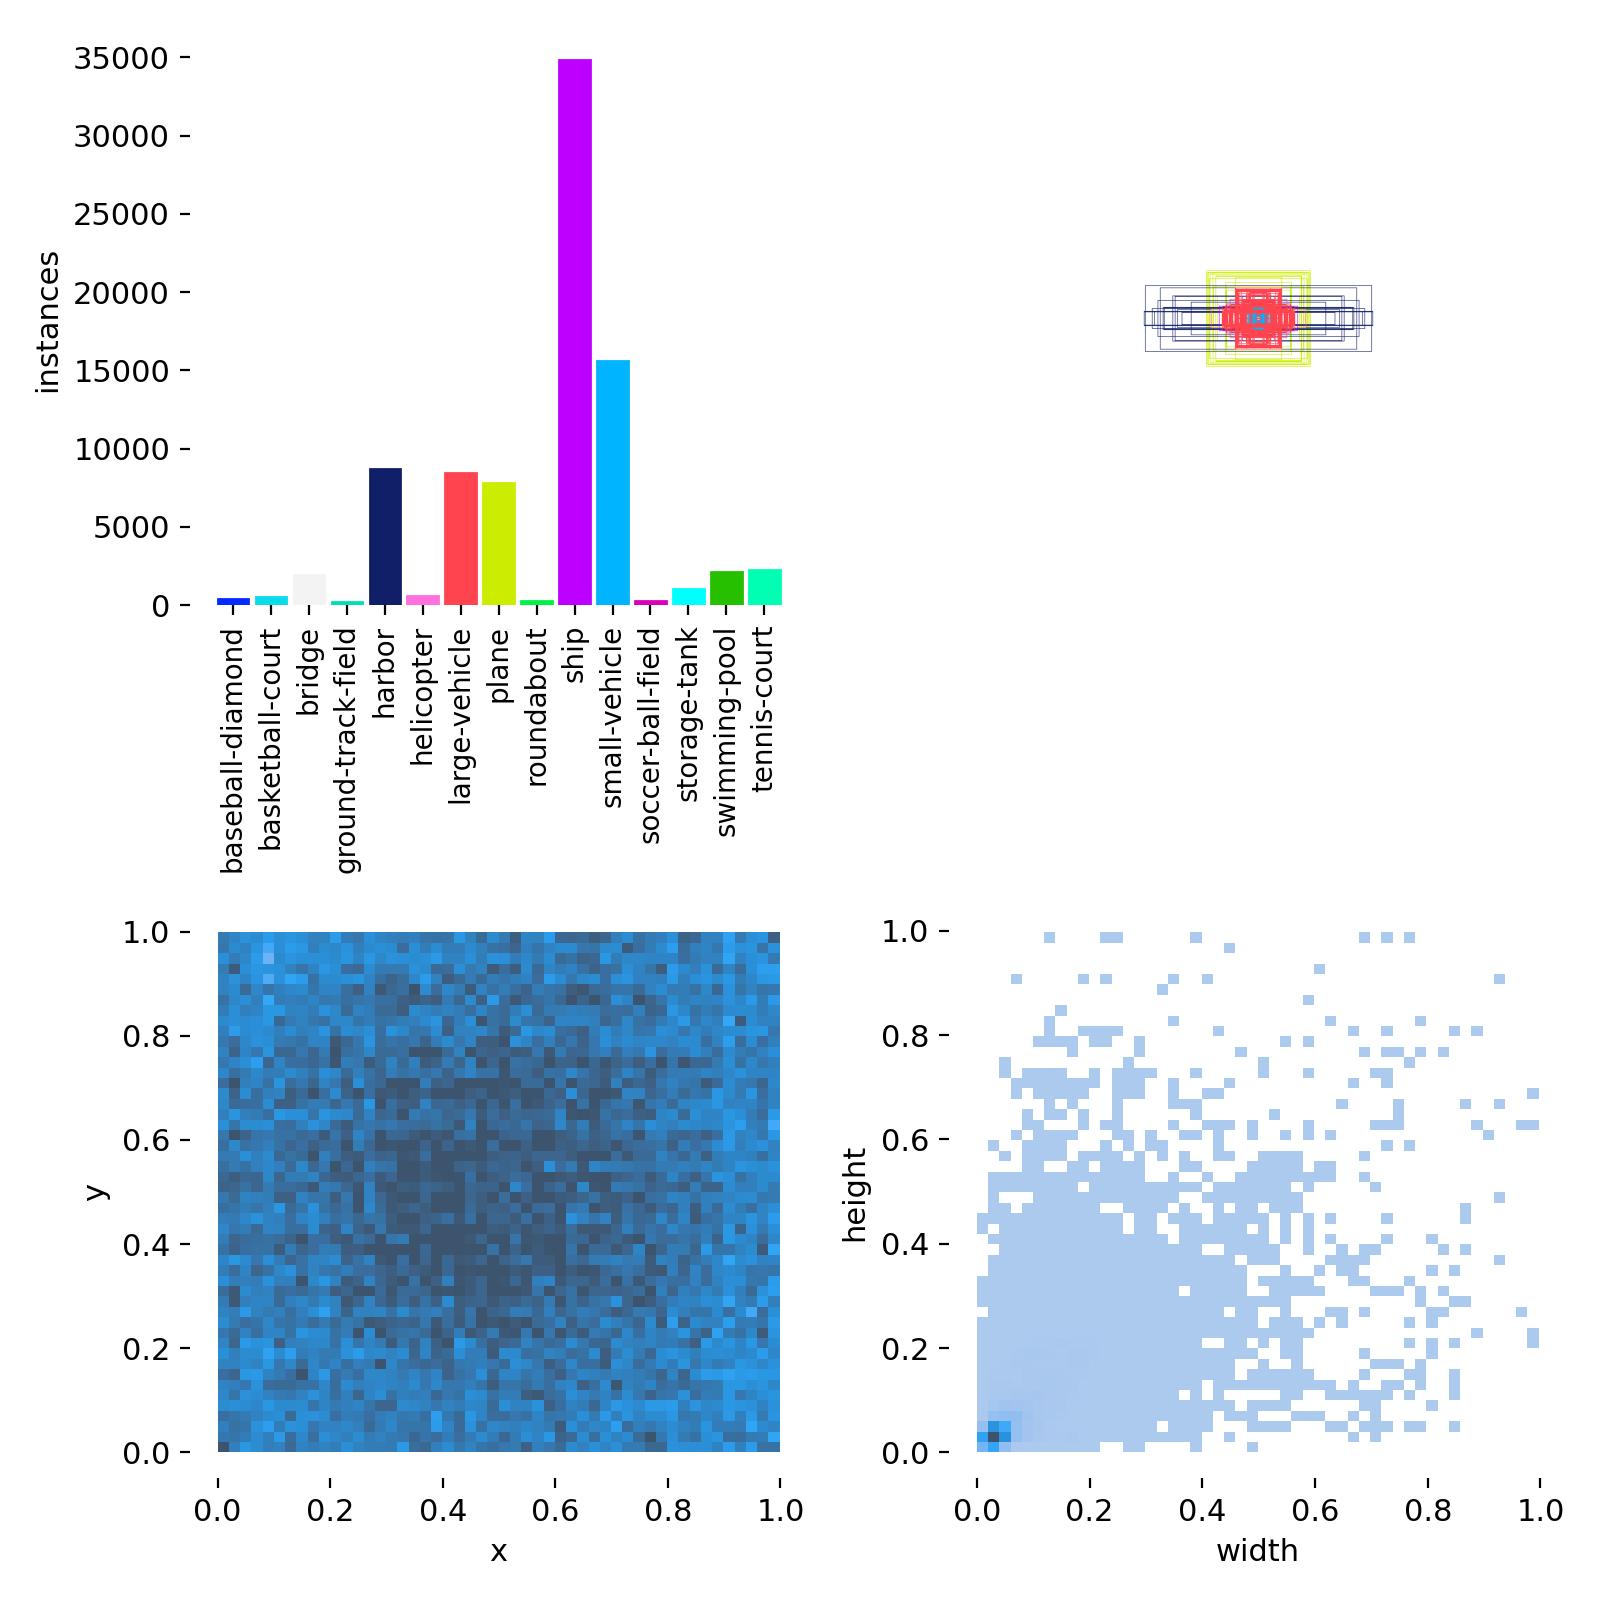 35000
30000
25000
20000
15000
10000
5000
0
instances
baseball-diamond
basketball-court
bridge
ground-track-field
harbor
helicopter
large-vehicle
plane
roundabout
ship
small-vehicle
soccer-ball-field
storage-tank
swimming-pool
tennis-court
1.0
0.8
0.6
0.4
0.2
0.0
y
0.0 0.2 0.4 0.6 0.8 1.0
x
1.0
0.8
0.6
0.4
0.2
0.0
height
0.0 0.2 0.4 0.6 0.8 1.0
width